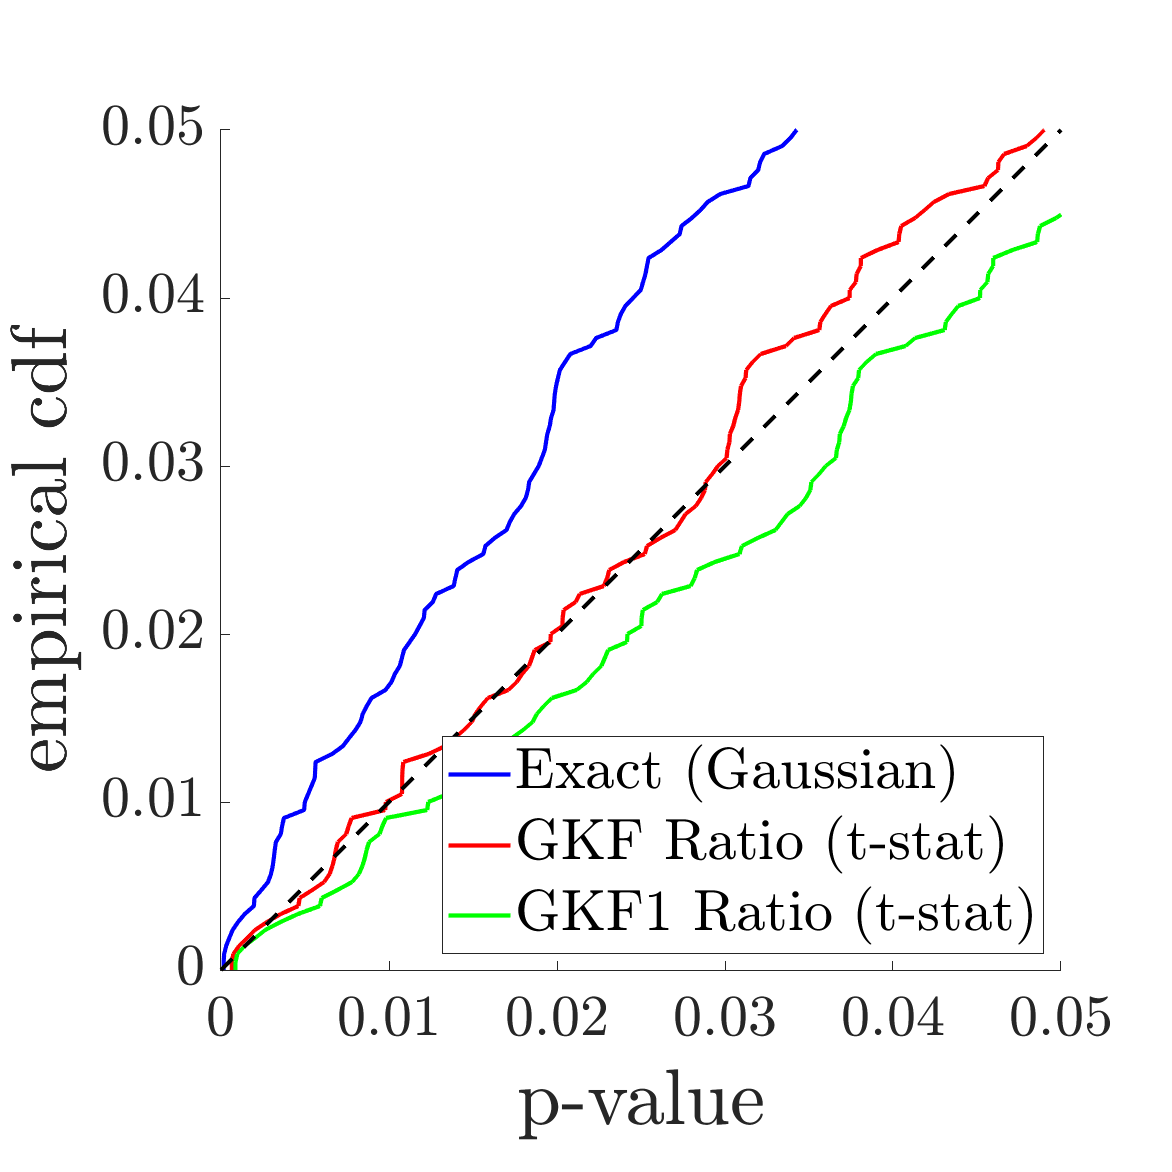 empirical cdf
0.05
0.04
0.03
0.02
0.01
0
Exact (Gaussian)
GKF Ratio (t-stat)
GKF1 Ratio (t-stat)
0 0.01 0.02 0.03 0.04 0.05
p-value